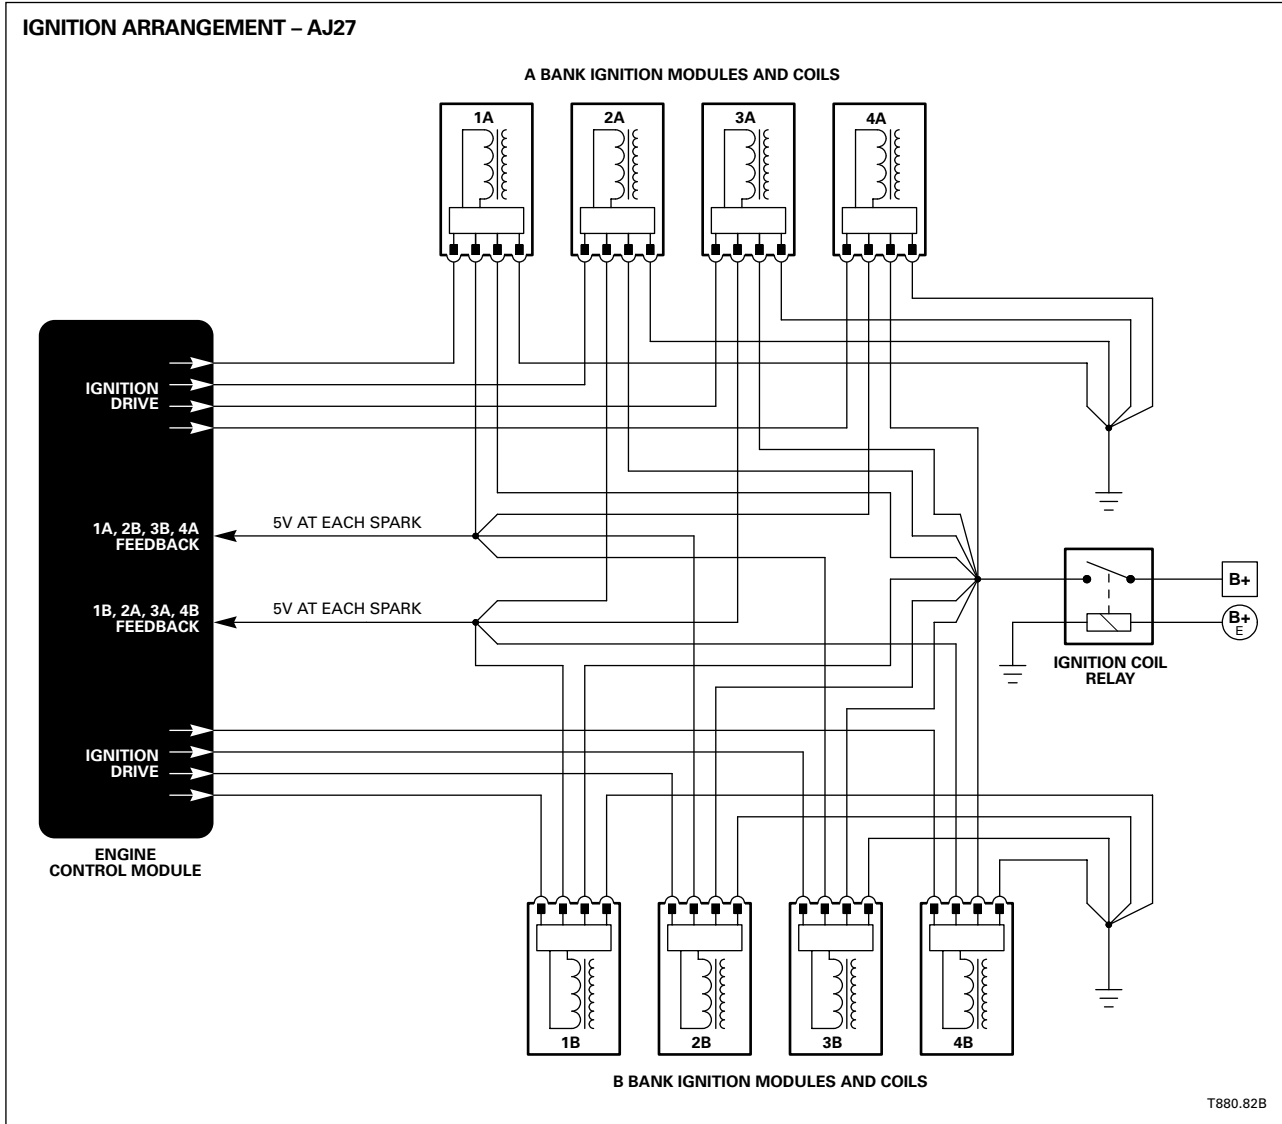 IGNITION ARRANGEMENT – AJ27
A BANK IGNITION MODULES AND COILS
1A
2A
3A
4A
IGNITION
DRIVE
1A, 2B, 3B, 4A
FEEDBACK
5V AT EACH SPARK
1B, 2A, 3A, 4B
FEEDBACK
5V AT EACH SPARK
B+
B+
E
IGNITION COIL
RELAY
IGNITION
DRIVE
ENGINE
CONTROL MODULE
1B
2B
3B
4B
B BANK IGNITION MODULES AND COILS
T880.82B